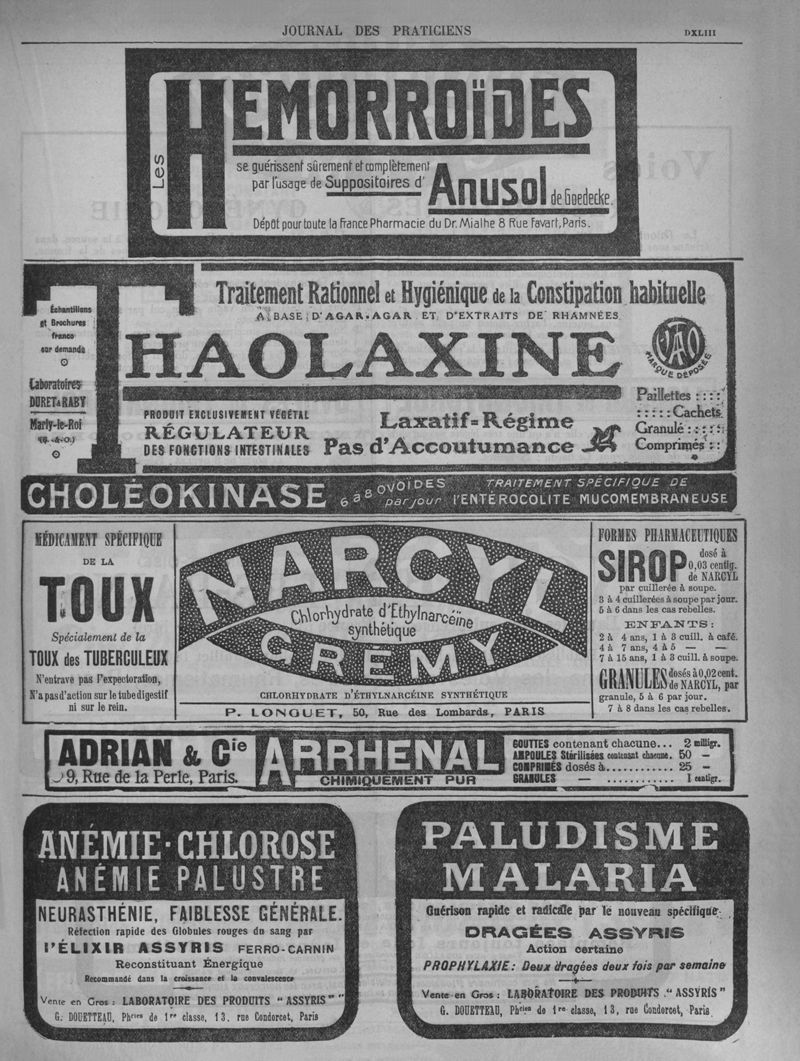 JOURNAL DES PRATICIENS DXLIII
LES HEMORROÏDES
se guérissent sûrement et complètement
par l'usage de Suppositoires d' Anusol de Goedecke.
Dépôt pour toute la France Pharmacie du Dr. Mialhe 8 Rue Favart, Paris.
Échantillons
et Brochures
franco
sur demande
Laboratoires
DURET & RABY
Marly-le-Roi
(S.-&-O.)
Traitement Rationnel et Hygiénique de la Constipation habituelle
A BASE D'AGAR-AGAR ET D'EXTRAITS DE RHAMNÉES
THAOLAXINE
MARQUE DÉPOSÉE
PRODUIT EXCLUSIVEMENT VÉGÉTAL
RÉGULATEUR
DES FONCTIONS INTESTINALES
Laxatif-Régime
Pas d'Accoutumance
Paillettes ::::
:::::Cachets
Granulé :::::
Comprimés ::
CHOLÉOKINASE 6 à 8 OVOÏDES par jour TRAITEMENT SPÉCIFIQUE DE
l'ENTÉROCOLITE MUCOMEMBRANEUSE
MÉDICAMENT SPÉCIFIQUE
DE LA
TOUX
Spécialement de la
TOUX des TUBERCULEUX
N'entrave pas l'expectoration,
N'a pas d'action sur le tube digestif
ni sur le rein.
NARCYL
Chlorhydrate d'Ethylnarcéine
synthétique
GREMY
CHLORHYDRATE D'ÉTHYLNARCÉINE SYNTHÉTIQUE
P. LONGUET, 50, Rue des Lombards, PARIS
FORMES PHARMACEUTIQUES
SIROP dosé à
0,03 centig.
de NARCYL
par cuillerée à soupe.
3 à 4 cuillerées à soupe par jour.
5 à 6 dans les cas rebelles.
ENFANTS :
2 à 4 ans, 1 à 3 cuill. à café.
4 à 7 ans, 4 à 5 — —
7 à 15 ans, 1 à 3 cuill. à soupe.
GRANULES dosés à 0,02 cent.
de NARCYL, par
granule, 5 à 6 par jour.
7 à 8 dans les cas rebelles.
ADRIAN & Cie
9, Rue de la Perle, Paris.
ARRHENAL
CHIMIQUEMENT PUR
GOUTTES contenant chacune... 2 milligr.
AMPOULES Stérilisées contenant chacune. 50 —
COMPRIMÉS dosés à........... 25 —
GRANULES — ............ 1 centigr.
ANÉMIE-CHLOROSE
ANÉMIE PALUSTRE
NEURASTHÉNIE, FAIBLESSE GÉNÉRALE.
Réfection rapide des Globules rouges du sang par
l'ÉLIXIR ASSYRIS FERRO-CARNIN
Reconstituant Énergique
Recommandé dans la croissance et la convalescence
Vente en Gros : LABORATOIRE DES PRODUITS "ASSYRIS"
G. DOUETTEAU, Phcien de 1re classe, 13, rue Condorcet, Paris
PALUDISME
MALARIA
Guérison rapide et radicale par le nouveau spécifique
DRAGÉES ASSYRIS
Action certaine
PROPHYLAXIE : Deux dragées deux fois par semaine
Vente en Gros : LABORATOIRE DES PRODUITS "ASSYRIS"
G. DOUETTEAU, Phcien de 1re classe, 13, rue Condorcet, Paris